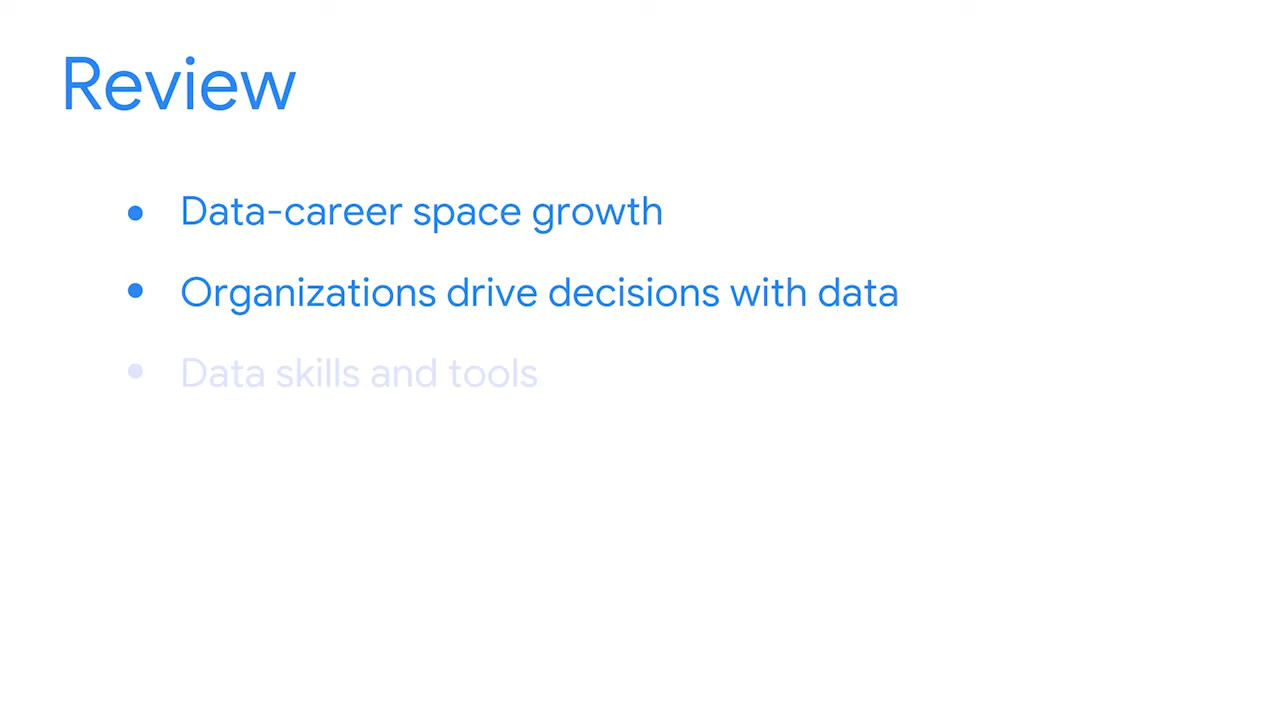 Review
• Data-career space growth
• Organizations drive decisions with data
• Data skills and tools